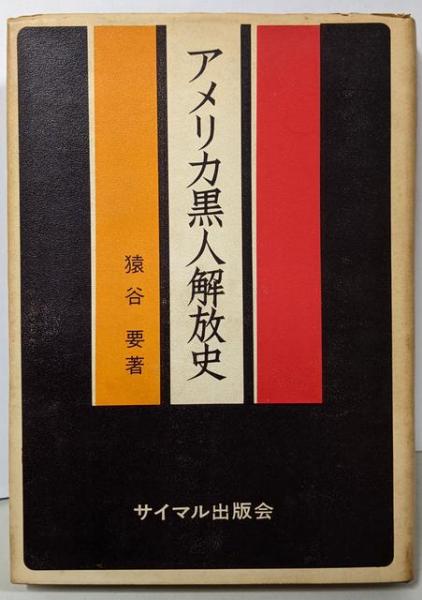 アメリカ黒人解放史
猿谷要著
サイマル出版会